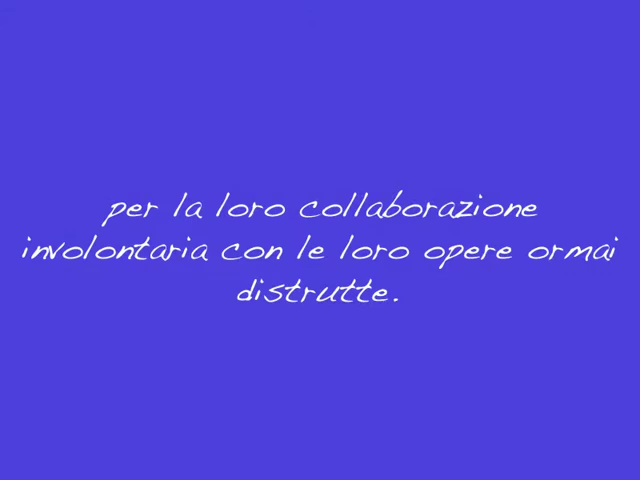 per la loro collaborazione
involontaria con le loro opere ormai
distrutte.